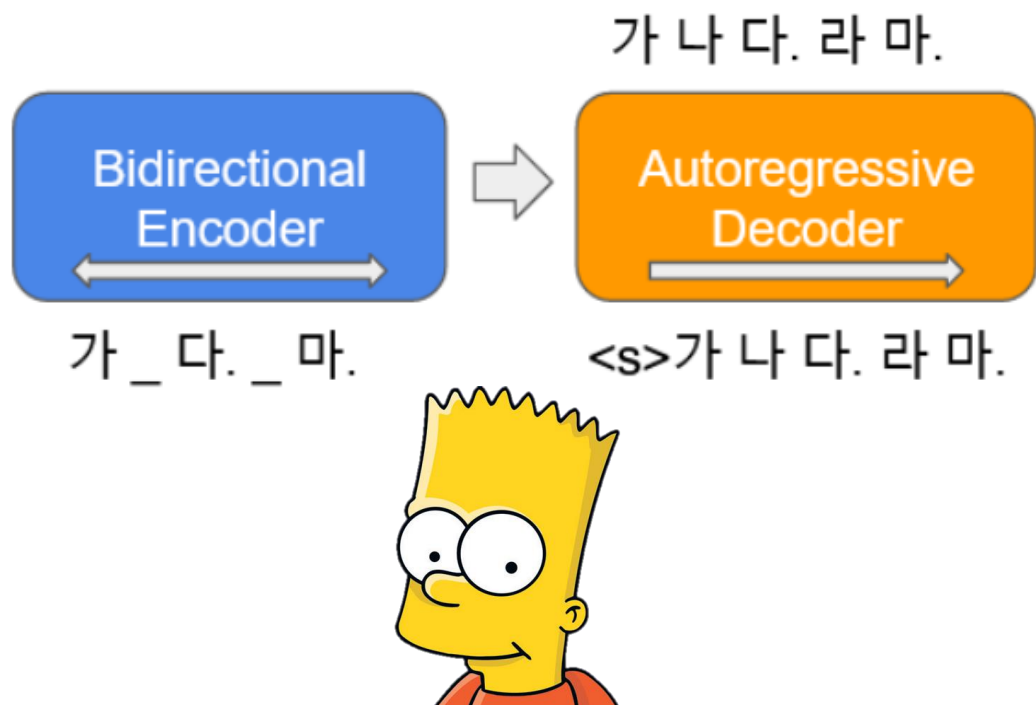 가 나 다. 라 마.
Bidirectional
Encoder
Autoregressive
Decoder
가 _ 다. _ 마.
<s>가 나 다. 라 마.